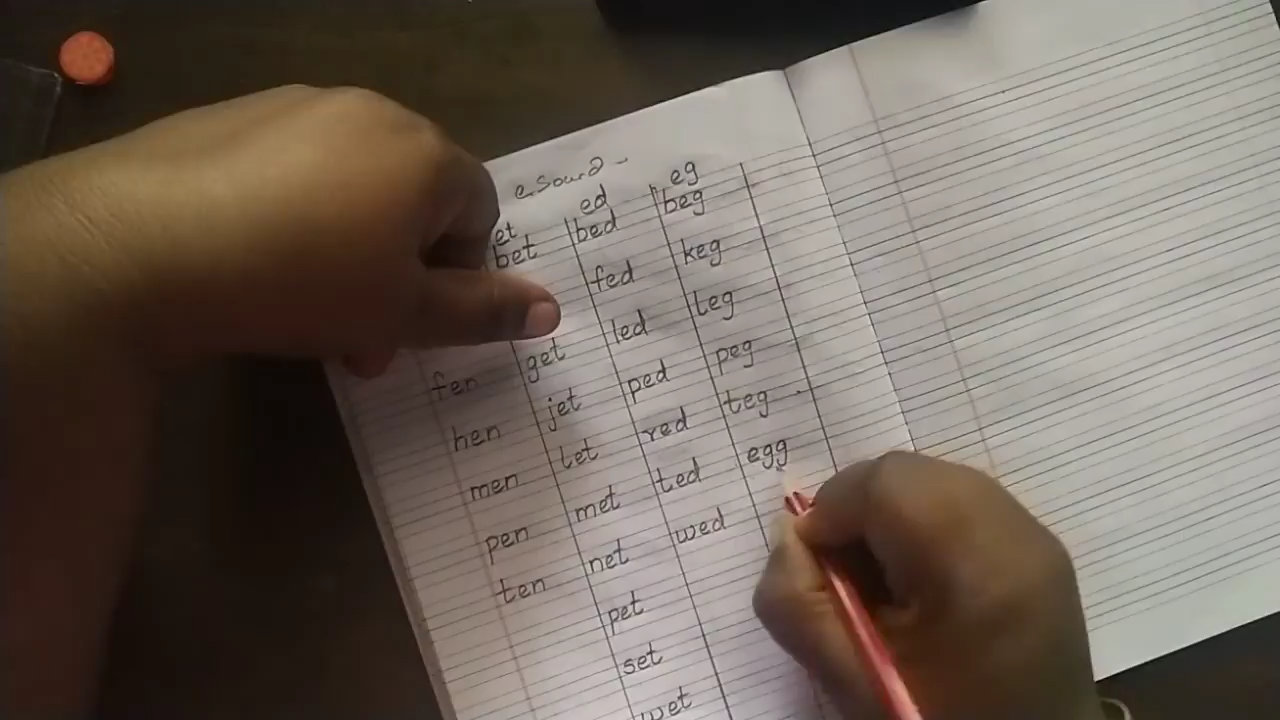 e sound -
et ed eg
bet bed beg
fed keg
fen get led leg
hen jet ped peg
men let red teg
pen met ted egg
ten net wed
pet
set
wet